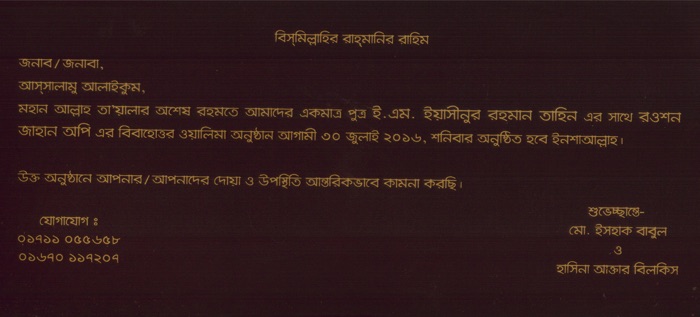 বিস্‌মিল্লাহির রাহ্‌মানির রাহিম
জনাব/জনাবা,
আস্‌সালামু আলাইকুম,
মহান আল্লাহ তা'য়ালার অশেষ রহমতে আমাদের একমাত্র পুত্র ই.এম. ইয়াসীনুর রহমান তাহিন এর সাথে রওশন
জাহান অপি এর বিবাহোত্তর ওয়ালিমা অনুষ্ঠান আগামী ৩০ জুলাই ২০১৬, শনিবার অনুষ্ঠিত হবে ইনশাআল্লাহ।
উক্ত অনুষ্ঠানে আপনার/আপনাদের দোয়া ও উপস্থিতি আন্তরিকভাবে কামনা করছি।
যোগাযোগ ঃ
০১৭১১ ০৫৫৬৫৮
০১৬৭০ ১১৭২০৭
শুভেচ্ছান্তে-
মো. ইসহাক বাবুল
ও
হাসিনা আক্তার বিলকিস